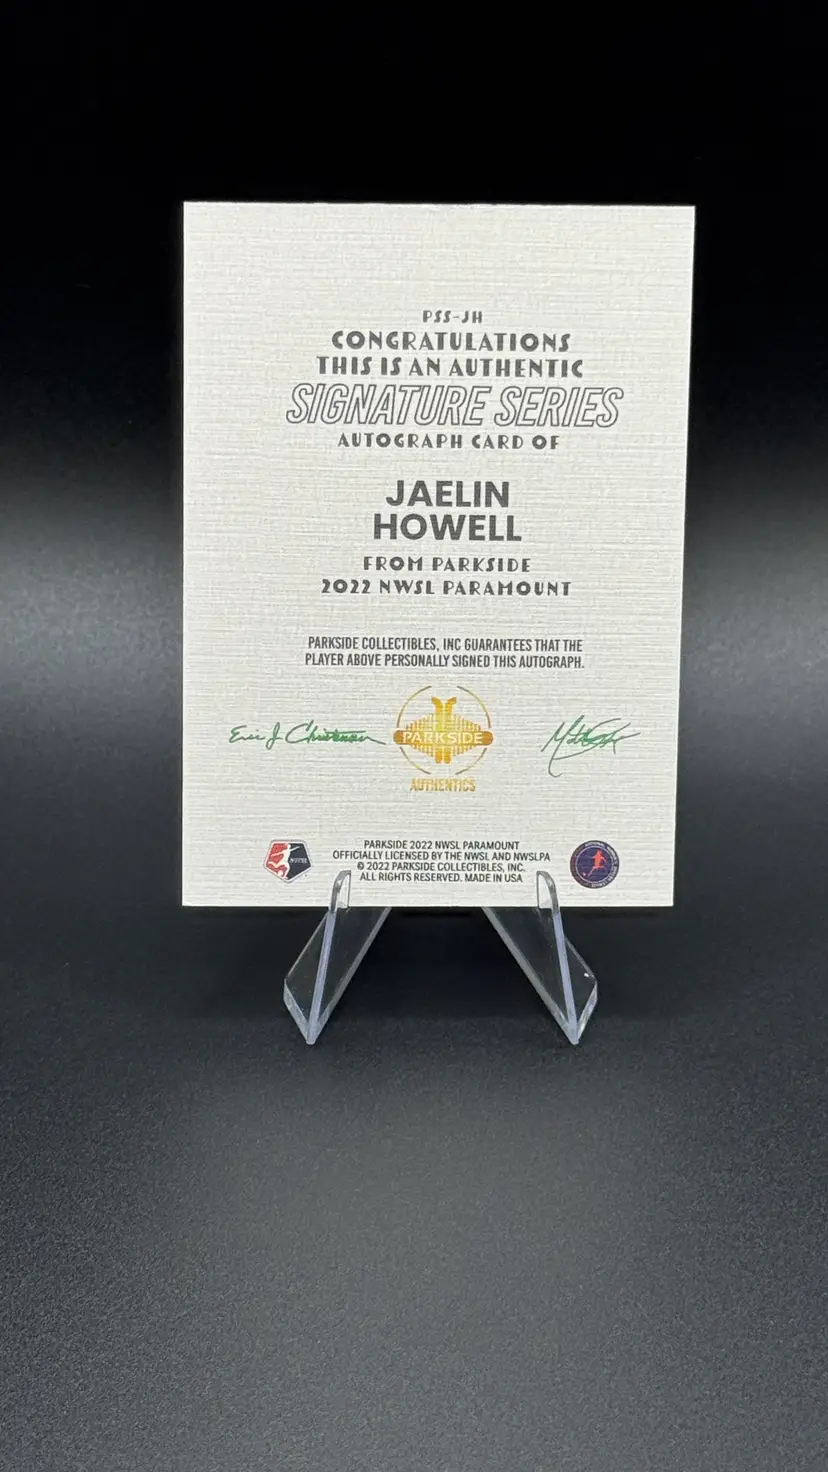 PSS-JH
CONGRATULATIONS
THIS IS AN AUTHENTIC
SIGNATURE SERIES
AUTOGRAPH CARD OF
JAELIN
HOWELL
FROM PARKSIDE
2022 NWSL PARAMOUNT
PARKSIDE COLLECTIBLES, INC GUARANTEES THAT THE
PLAYER ABOVE PERSONALLY SIGNED THIS AUTOGRAPH.
Eric J Christensen
PARKSIDE
AUTHENTICS
PARKSIDE 2022 NWSL PARAMOUNT
OFFICIALLY LICENSED BY THE NWSL AND NWSLPA
© 2022 PARKSIDE COLLECTIBLES, INC.
ALL RIGHTS RESERVED. MADE IN USA